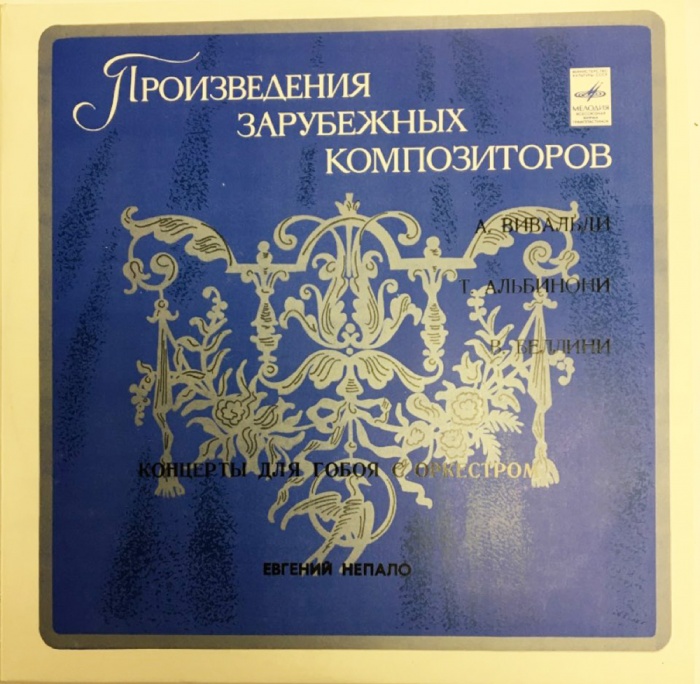 ПРОИЗВЕДЕНИЯ
ЗАРУБЕЖНЫХ
КОМПОЗИТОРОВ
МЕЛОДИЯ
А. ВИВАЛЬДИ
Т. АЛЬБИНОНИ
В. БЕЛЛИНИ
КОНЦЕРТЫ ДЛЯ ГОБОЯ С ОРКЕСТРОМ
ЕВГЕНИЙ НЕПАЛО